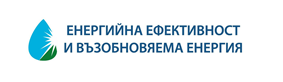 ЕНЕРГИЙНА ЕФЕКТИВНОСТ
И ВЪЗОБНОВЯЕМА ЕНЕРГИЯ